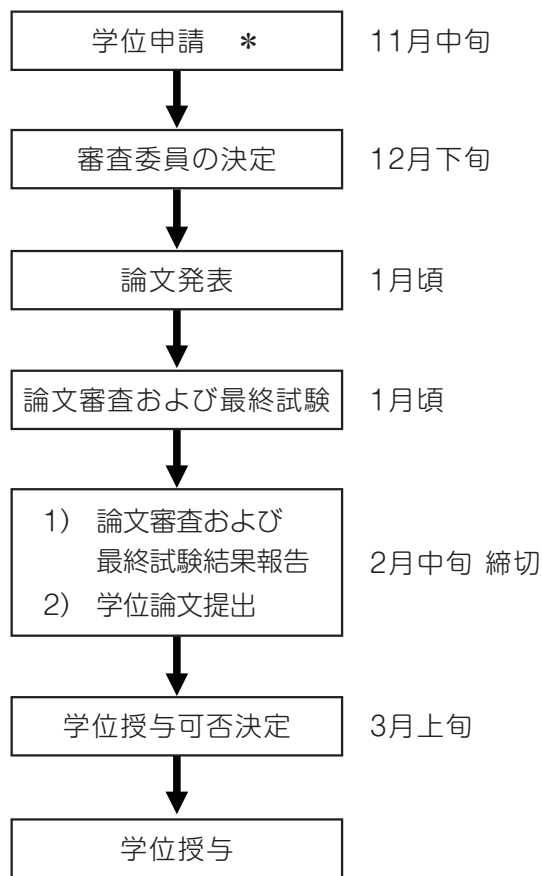 学位申請　＊ 11月中旬
審査委員の決定 12月下旬
論文発表 1月頃
論文審査および最終試験 1月頃
1） 論文審査および
最終試験結果報告 2月中旬 締切
2） 学位論文提出
学位授与可否決定 3月上旬
学位授与